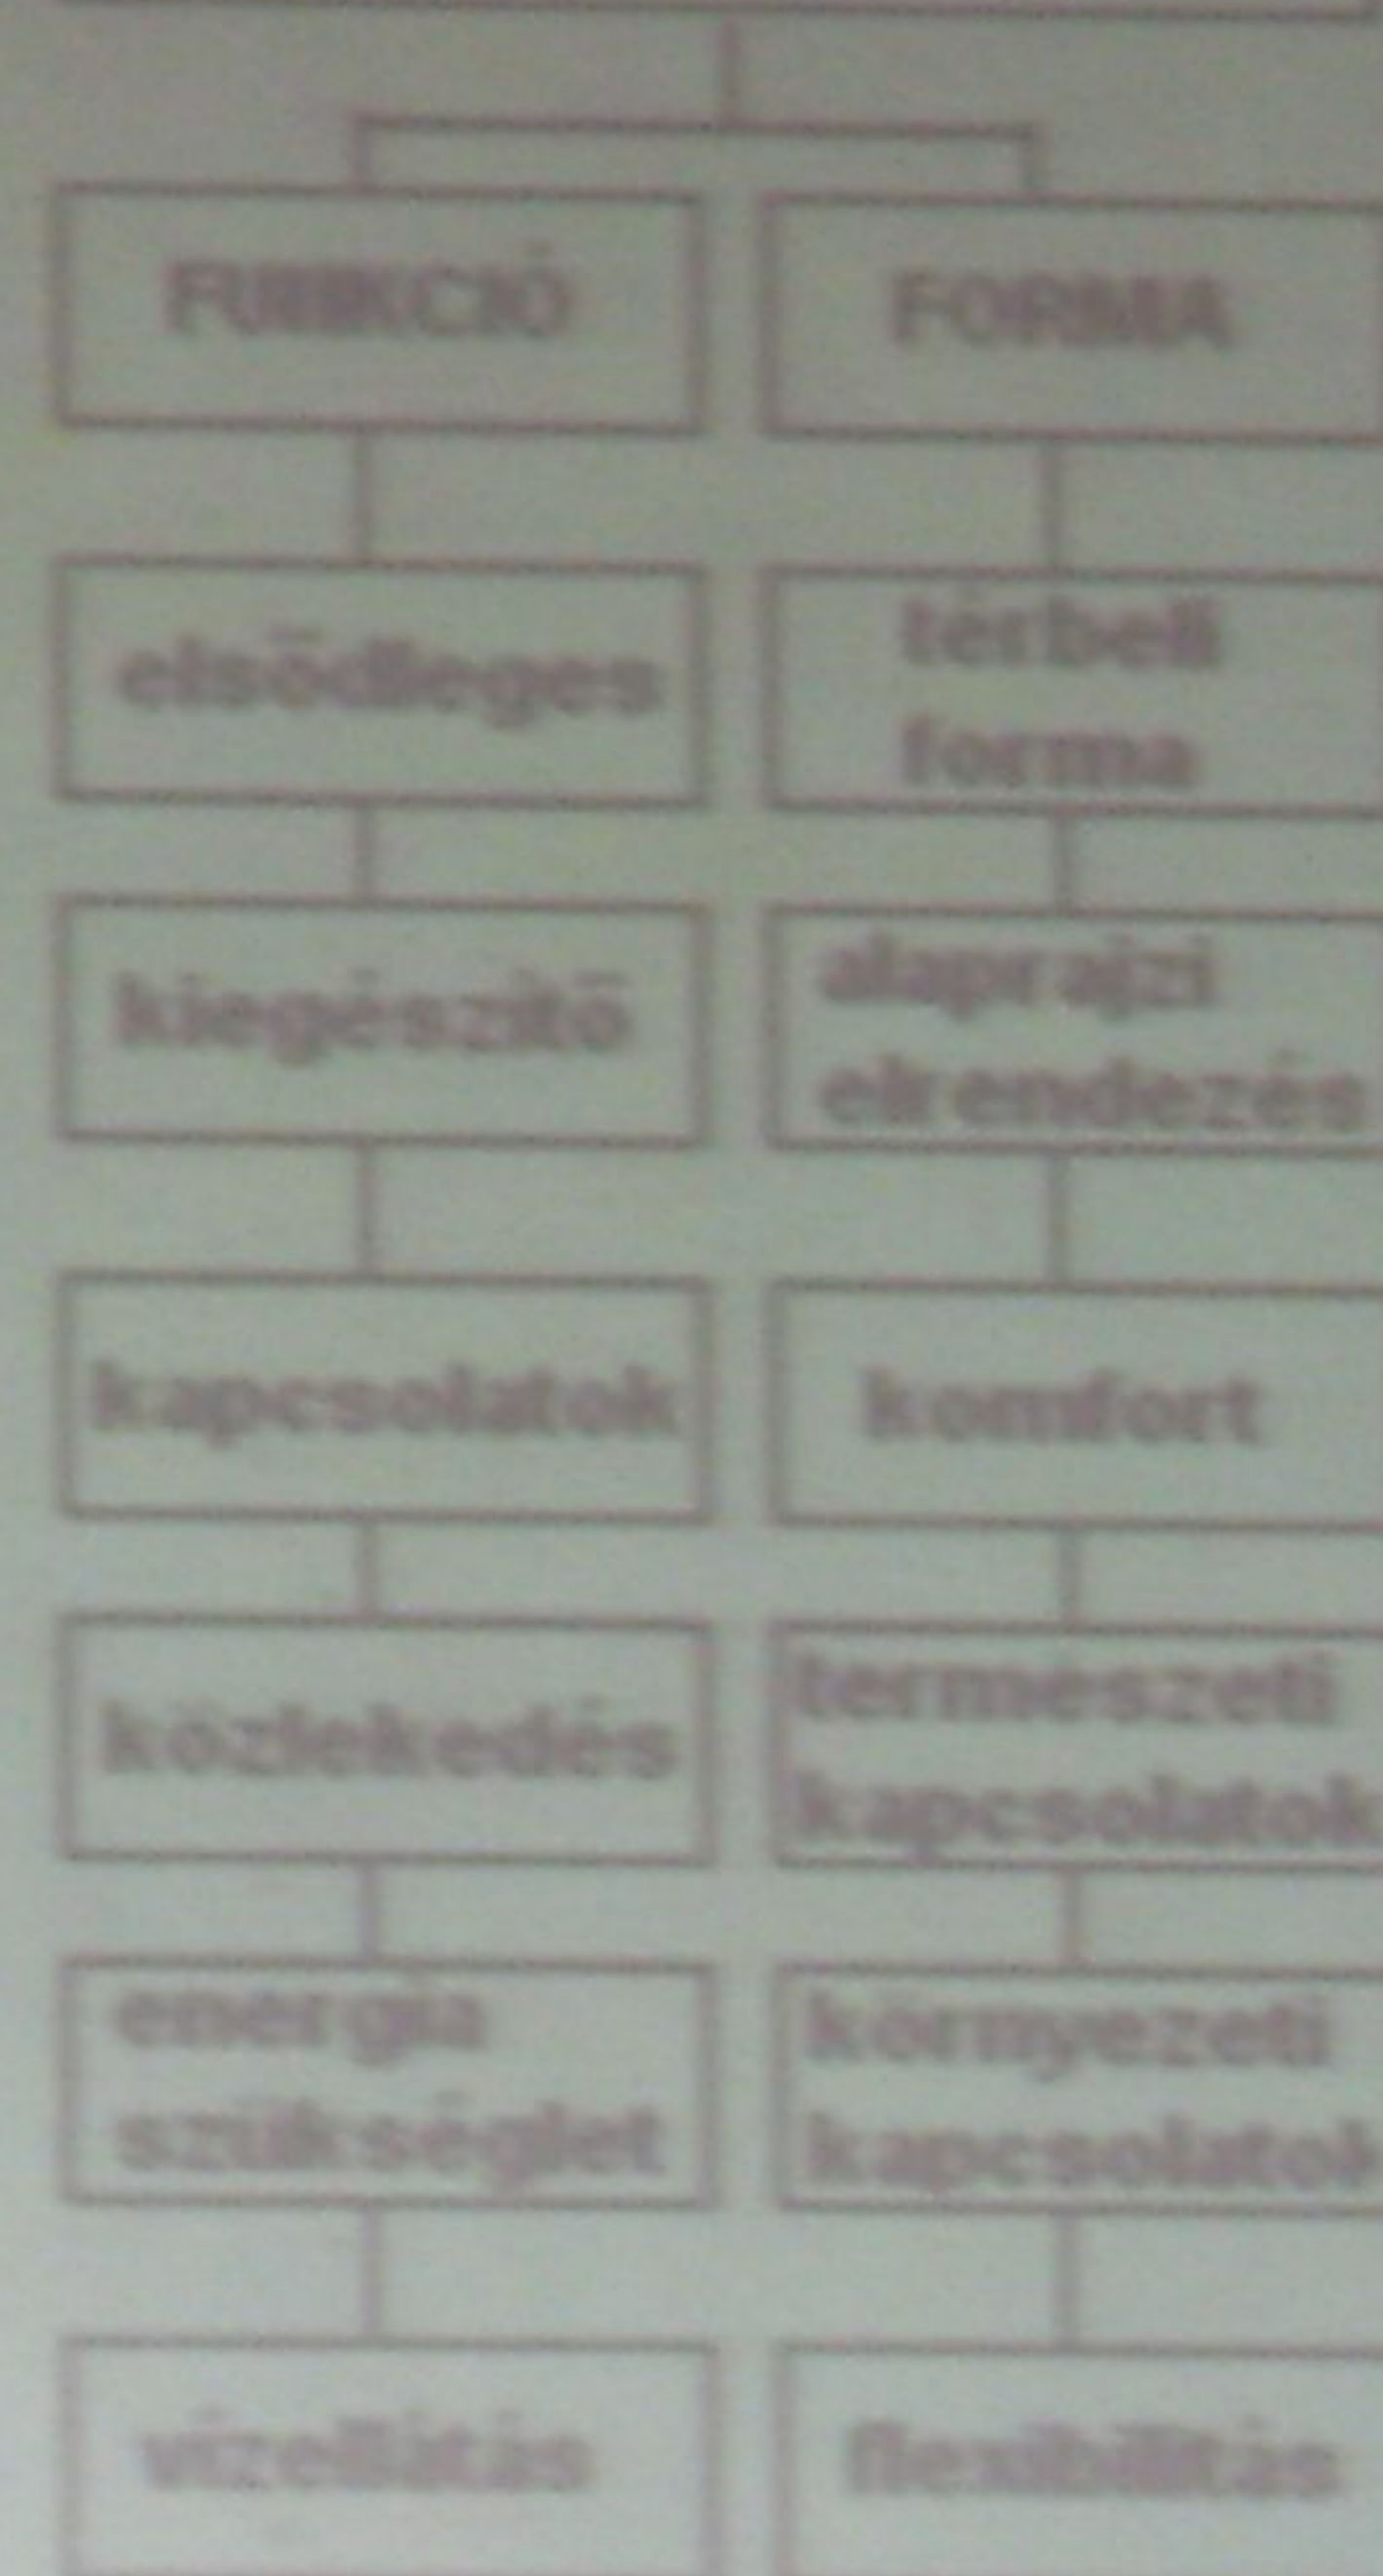 FUNKCIÓ
elsődleges
kiegészítő
kapcsolatok
közlekedés
energia
szükséglet
vízellátás
FORMA
térbeli
forma
alaprajzi
elrendezés
komfort
természeti
kapcsolatok
környezeti
kapcsolatok
flexibilitás